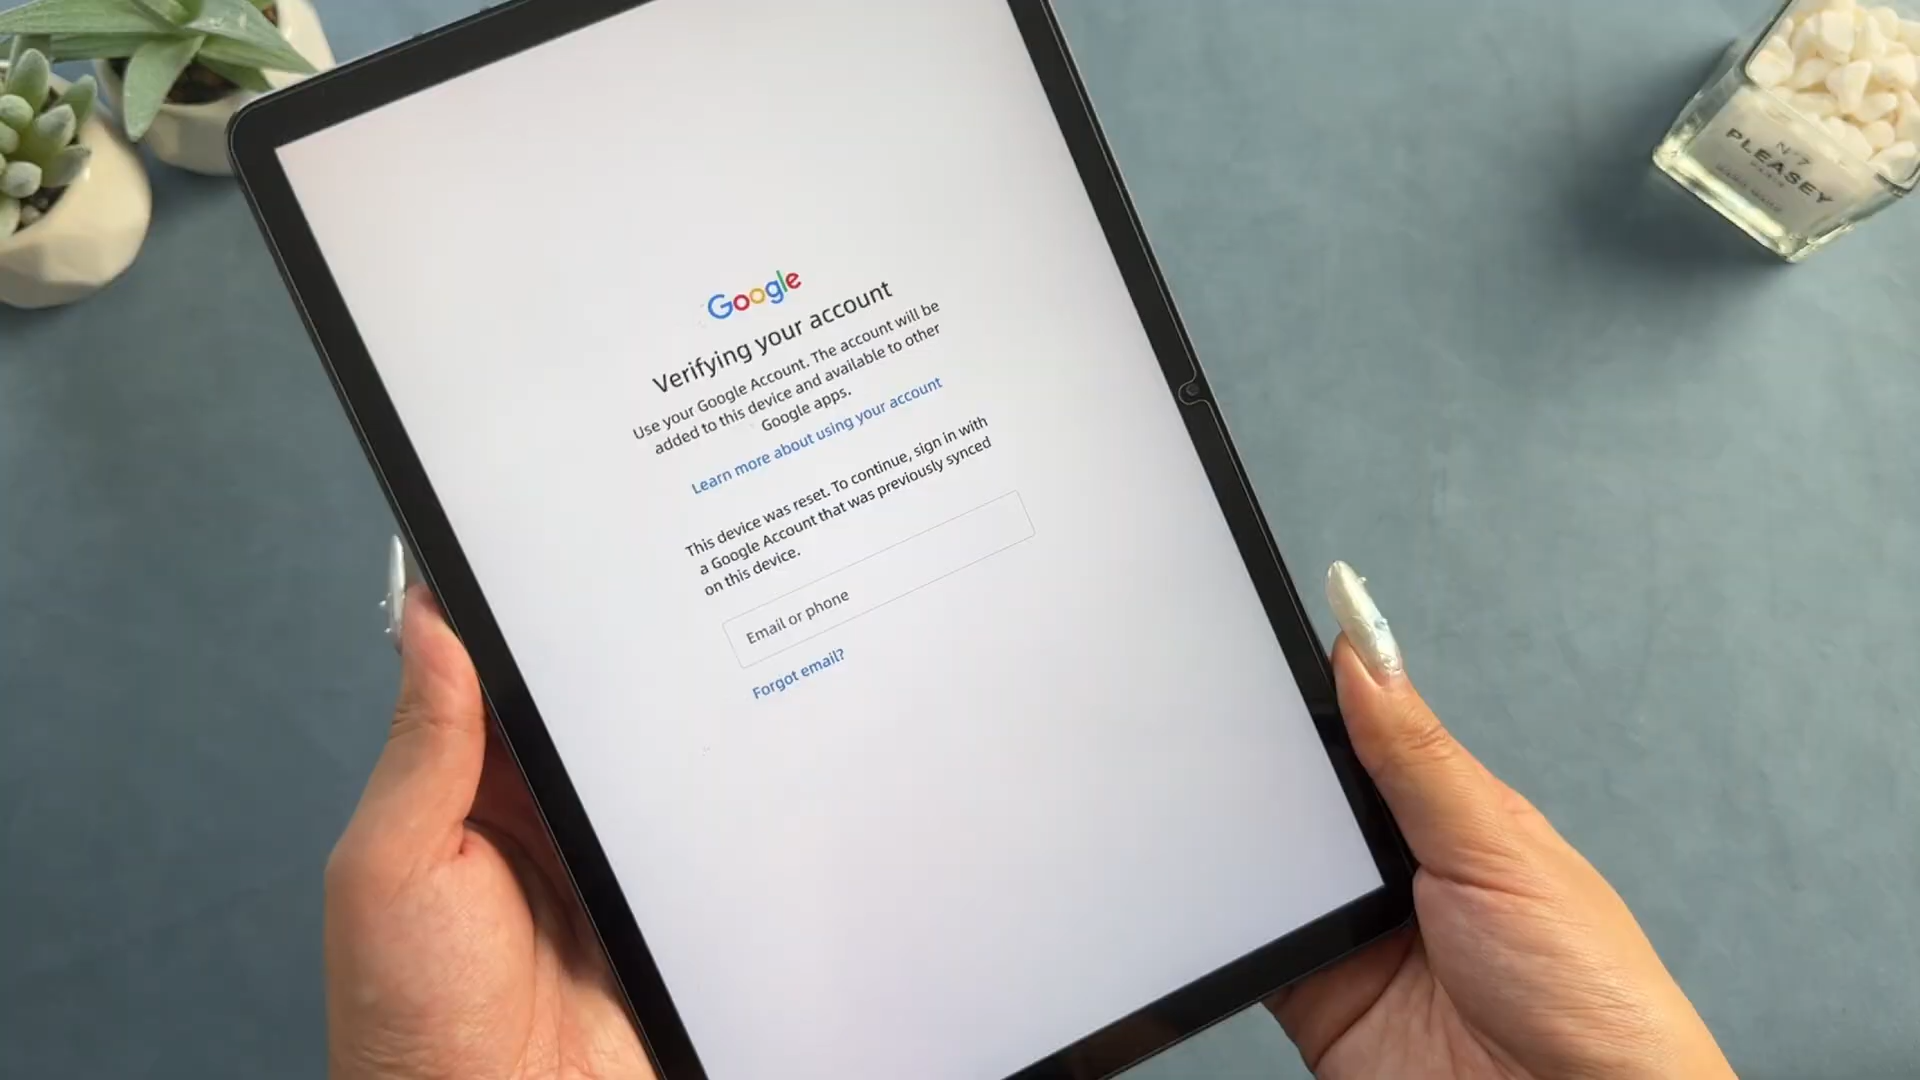 Google
Verifying your account
Use your Google Account. The account will be
added to this device and available to other
Google apps.
Learn more about using your account
This device was reset. To continue, sign in with
a Google Account that was previously synced
on this device.
Email or phone
Forgot email?
N°7
PLEASEY
PARIS